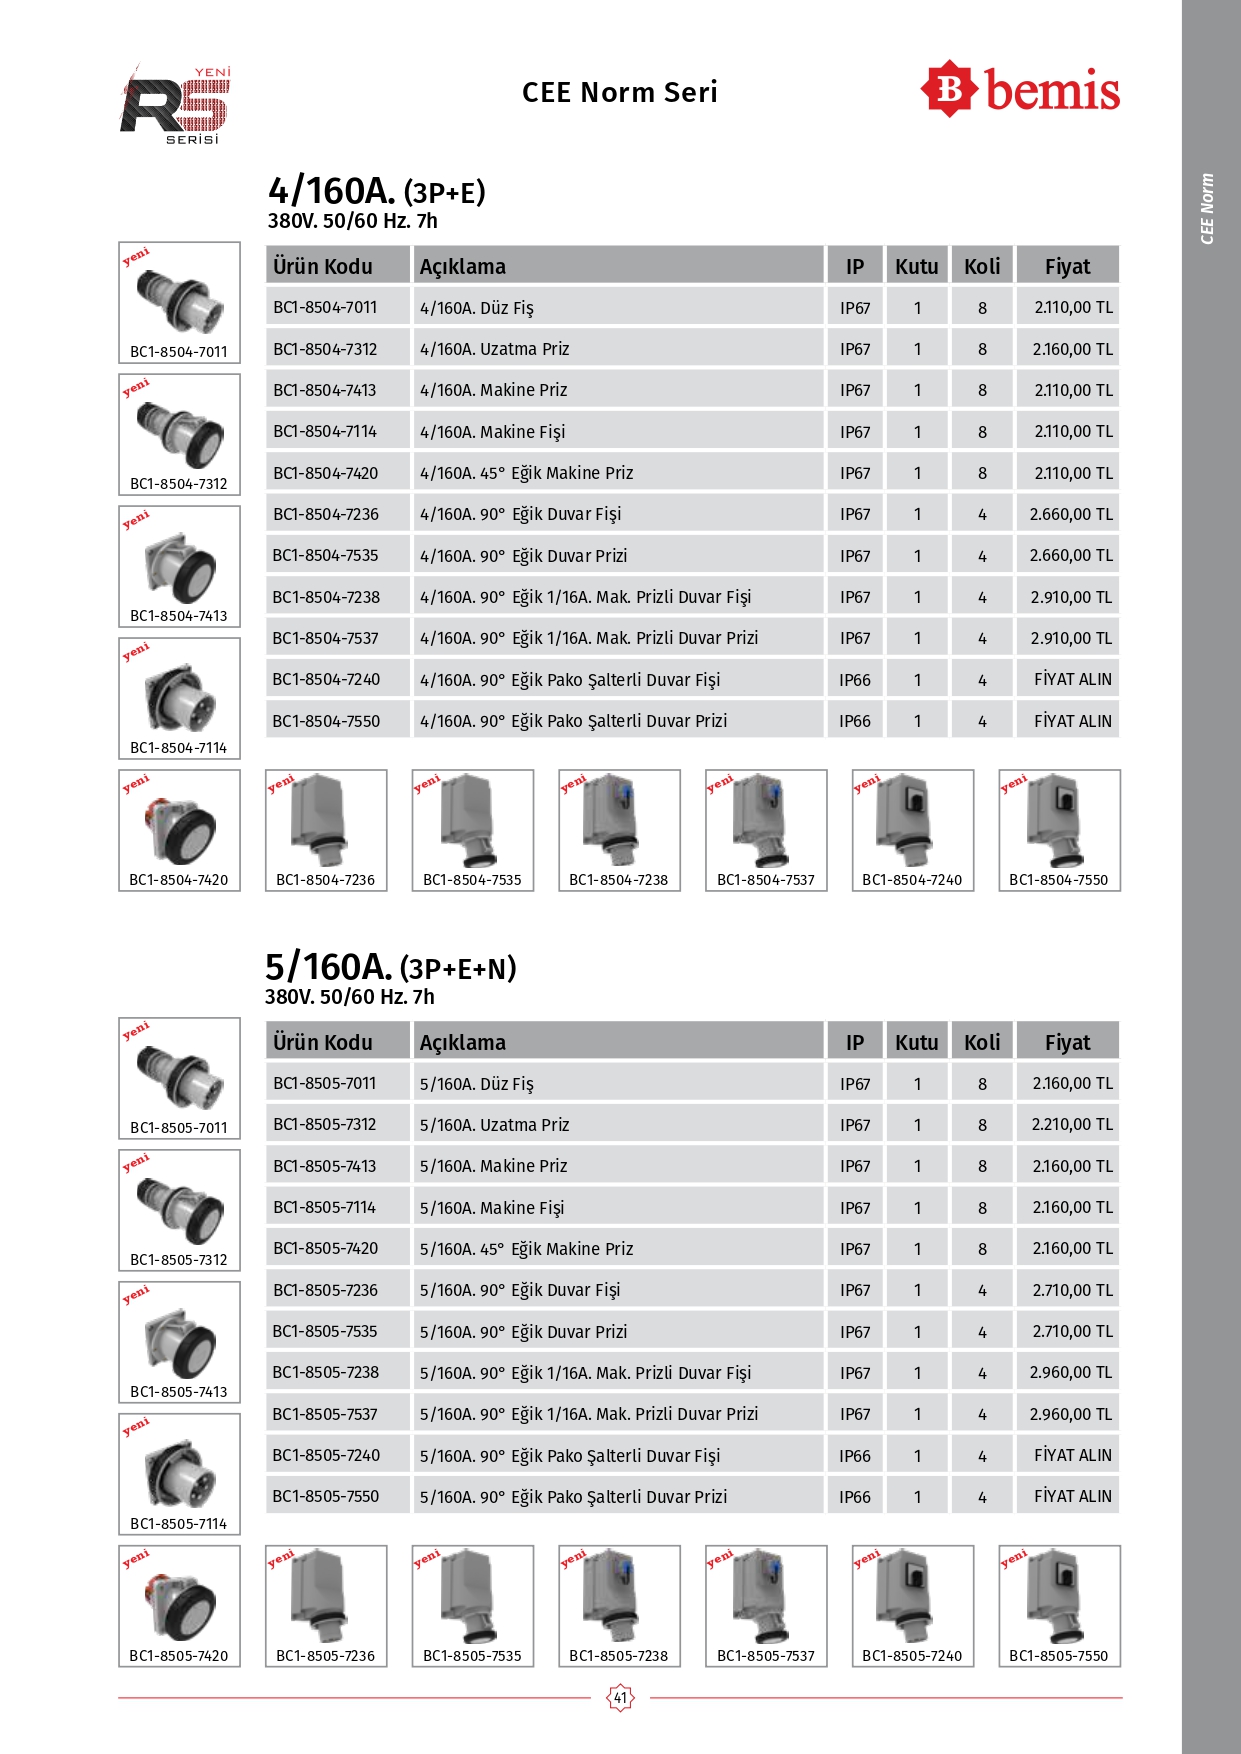 YENİ
RS
SERİSİ
CEE Norm Seri
B bemis
CEE Norm
4/160A. (3P+E)
380V. 50/60 Hz. 7h
Ürün Kodu Açıklama IP Kutu Koli Fiyat
BC1-8504-7011 4/160A. Düz Fiş IP67 1 8 2.110,00 TL
BC1-8504-7312 4/160A. Uzatma Priz IP67 1 8 2.160,00 TL
BC1-8504-7413 4/160A. Makine Priz IP67 1 8 2.110,00 TL
BC1-8504-7114 4/160A. Makine Fişi IP67 1 8 2.110,00 TL
BC1-8504-7420 4/160A. 45° Eğik Makine Priz IP67 1 8 2.110,00 TL
BC1-8504-7236 4/160A. 90° Eğik Duvar Fişi IP67 1 4 2.660,00 TL
BC1-8504-7535 4/160A. 90° Eğik Duvar Prizi IP67 1 4 2.660,00 TL
BC1-8504-7238 4/160A. 90° Eğik 1/16A. Mak. Prizli Duvar Fişi IP67 1 4 2.910,00 TL
BC1-8504-7537 4/160A. 90° Eğik 1/16A. Mak. Prizli Duvar Prizi IP67 1 4 2.910,00 TL
BC1-8504-7240 4/160A. 90° Eğik Pako Şalterli Duvar Fişi IP66 1 4 FİYAT ALIN
BC1-8504-7550 4/160A. 90° Eğik Pako Şalterli Duvar Prizi IP66 1 4 FİYAT ALIN
yeni
BC1-8504-7011
yeni
BC1-8504-7312
yeni
BC1-8504-7413
yeni
BC1-8504-7114
yeni yeni yeni yeni yeni yeni yeni
BC1-8504-7420 BC1-8504-7236 BC1-8504-7535 BC1-8504-7238 BC1-8504-7537 BC1-8504-7240 BC1-8504-7550
5/160A. (3P+E+N)
380V. 50/60 Hz. 7h
Ürün Kodu Açıklama IP Kutu Koli Fiyat
BC1-8505-7011 5/160A. Düz Fiş IP67 1 8 2.160,00 TL
BC1-8505-7312 5/160A. Uzatma Priz IP67 1 8 2.210,00 TL
BC1-8505-7413 5/160A. Makine Priz IP67 1 8 2.160,00 TL
BC1-8505-7114 5/160A. Makine Fişi IP67 1 8 2.160,00 TL
BC1-8505-7420 5/160A. 45° Eğik Makine Priz IP67 1 8 2.160,00 TL
BC1-8505-7236 5/160A. 90° Eğik Duvar Fişi IP67 1 4 2.710,00 TL
BC1-8505-7535 5/160A. 90° Eğik Duvar Prizi IP67 1 4 2.710,00 TL
BC1-8505-7238 5/160A. 90° Eğik 1/16A. Mak. Prizli Duvar Fişi IP67 1 4 2.960,00 TL
BC1-8505-7537 5/160A. 90° Eğik 1/16A. Mak. Prizli Duvar Prizi IP67 1 4 2.960,00 TL
BC1-8505-7240 5/160A. 90° Eğik Pako Şalterli Duvar Fişi IP66 1 4 FİYAT ALIN
BC1-8505-7550 5/160A. 90° Eğik Pako Şalterli Duvar Prizi IP66 1 4 FİYAT ALIN
yeni
BC1-8505-7011
yeni
BC1-8505-7312
yeni
BC1-8505-7413
yeni
BC1-8505-7114
yeni yeni yeni yeni yeni yeni yeni
BC1-8505-7420 BC1-8505-7236 BC1-8505-7535 BC1-8505-7238 BC1-8505-7537 BC1-8505-7240 BC1-8505-7550
41